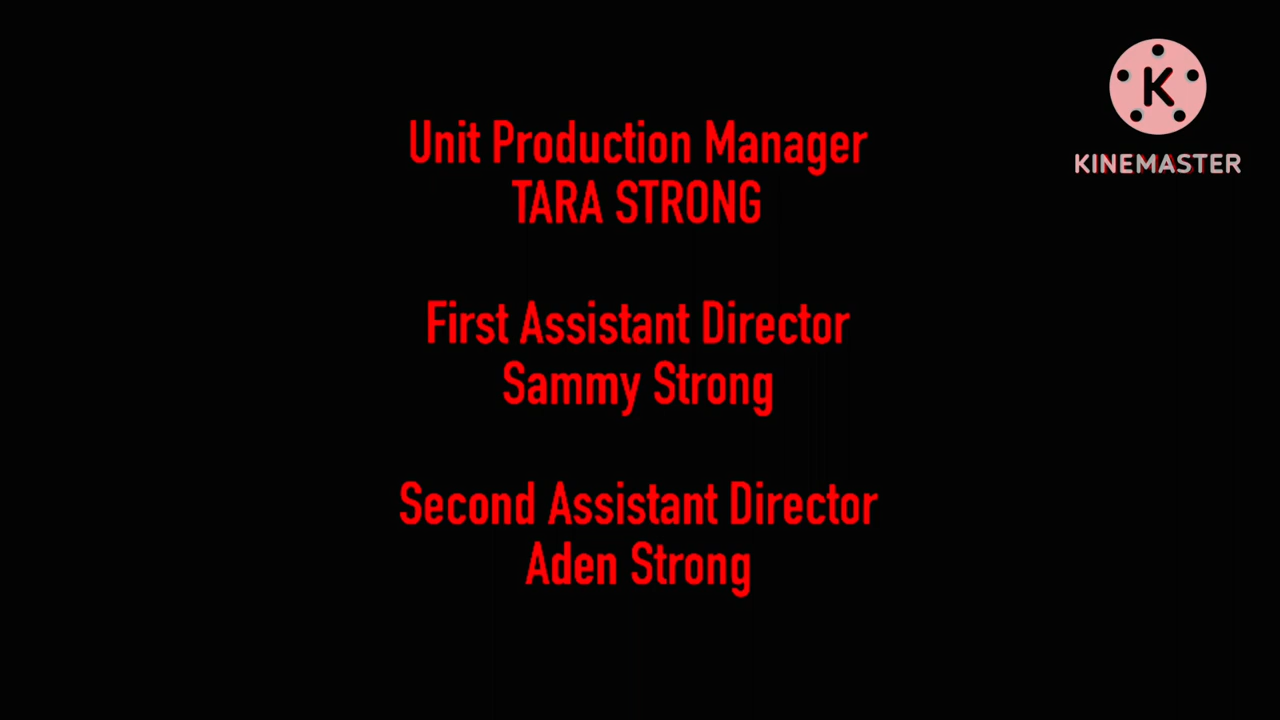 Unit Production Manager
TARA STRONG
First Assistant Director
Sammy Strong
Second Assistant Director
Aden Strong
K
KINEMASTER